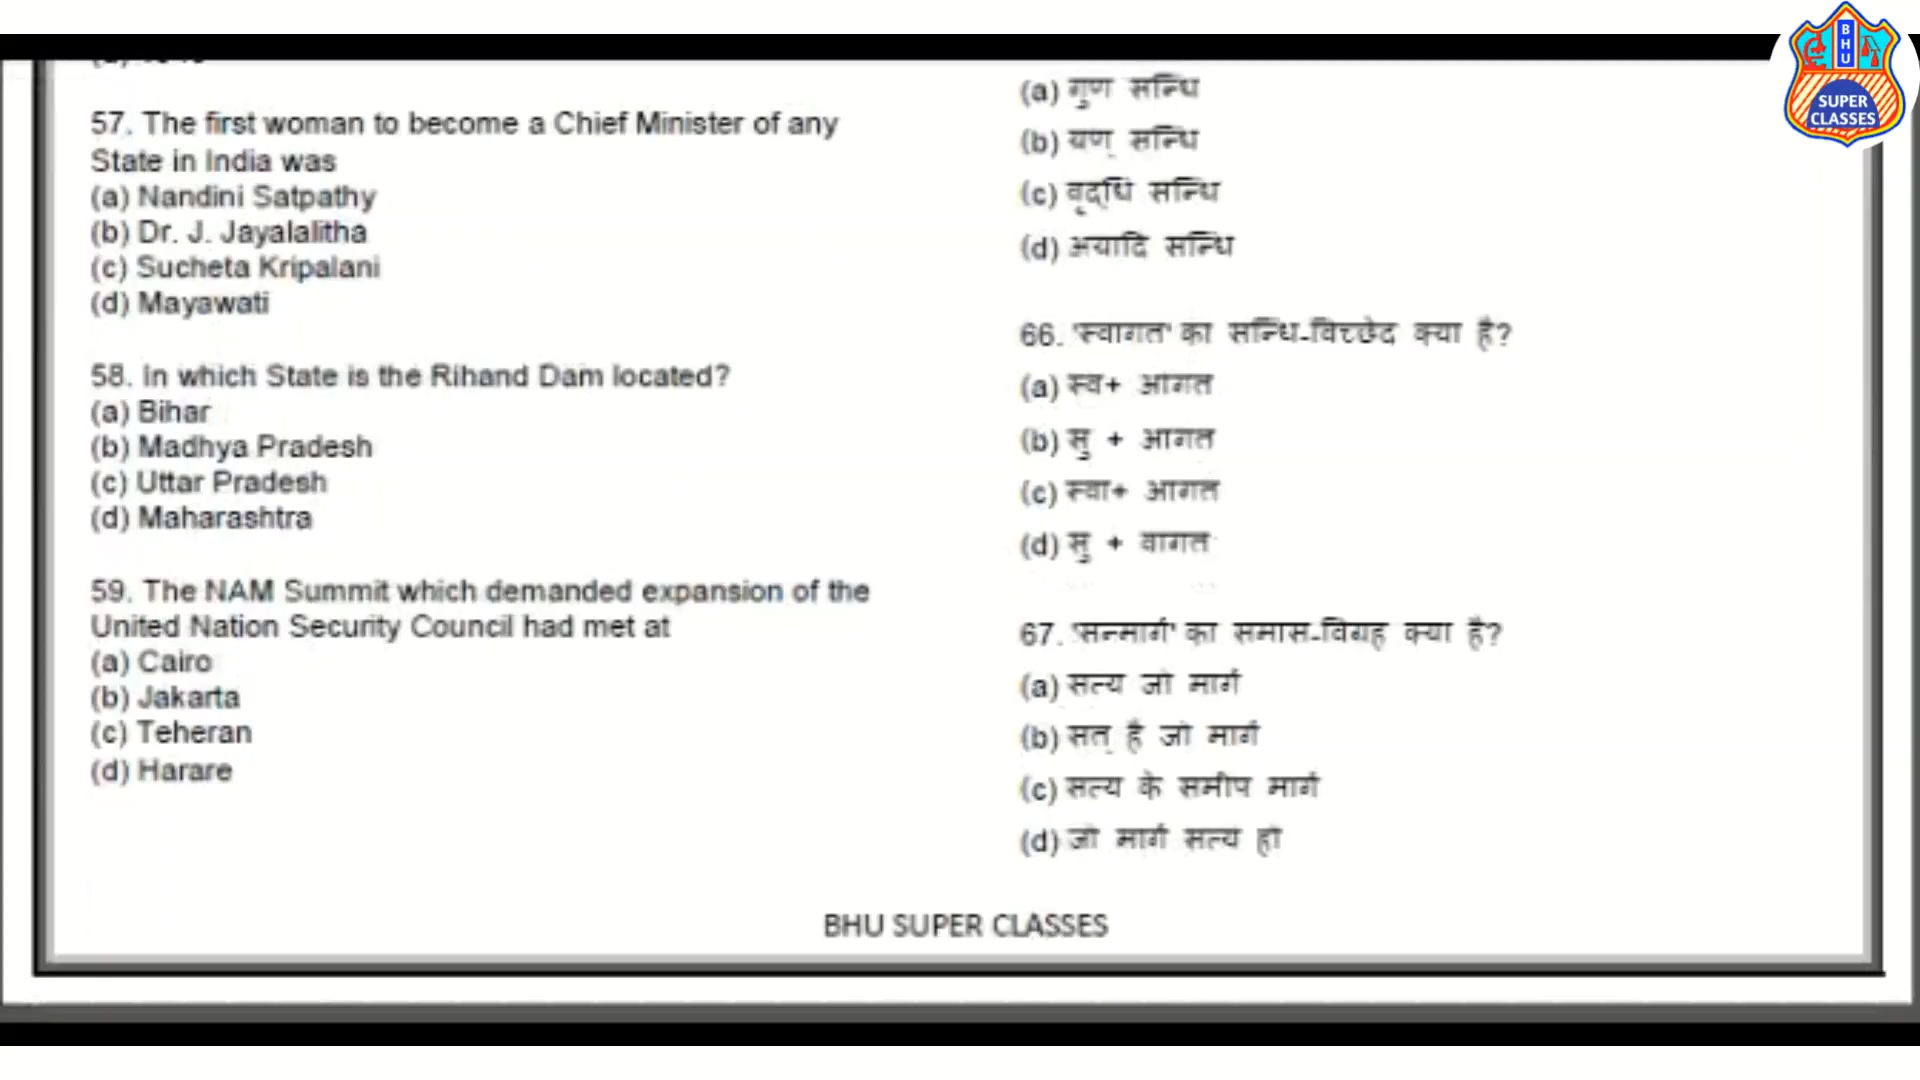 57. The first woman to become a Chief Minister of any
State in India was
(a) Nandini Satpathy
(b) Dr. J. Jayalalitha
(c) Sucheta Kripalani
(d) Mayawati
58. In which State is the Rihand Dam located?
(a) Bihar
(b) Madhya Pradesh
(c) Uttar Pradesh
(d) Maharashtra
59. The NAM Summit which demanded expansion of the
United Nation Security Council had met at
(a) Cairo
(b) Jakarta
(c) Teheran
(d) Harare
(a) गुण सन्धि
(b) यण् सन्धि
(c) वृद्धि सन्धि
(d) अयादि सन्धि
66. 'स्वागत' का सन्धि-विच्छेद क्या है?
(a) स्व+ आगत
(b) सु + आगत
(c) स्वा+ आगत
(d) सु + वागत
67. 'सन्मार्ग' का समास-विग्रह क्या है?
(a) सत्य जो मार्ग
(b) सत् है जो मार्ग
(c) सत्य के समीप मार्ग
(d) जो मार्ग सत्य हो
BHU SUPER CLASSES
BHU
SUPER
CLASSES